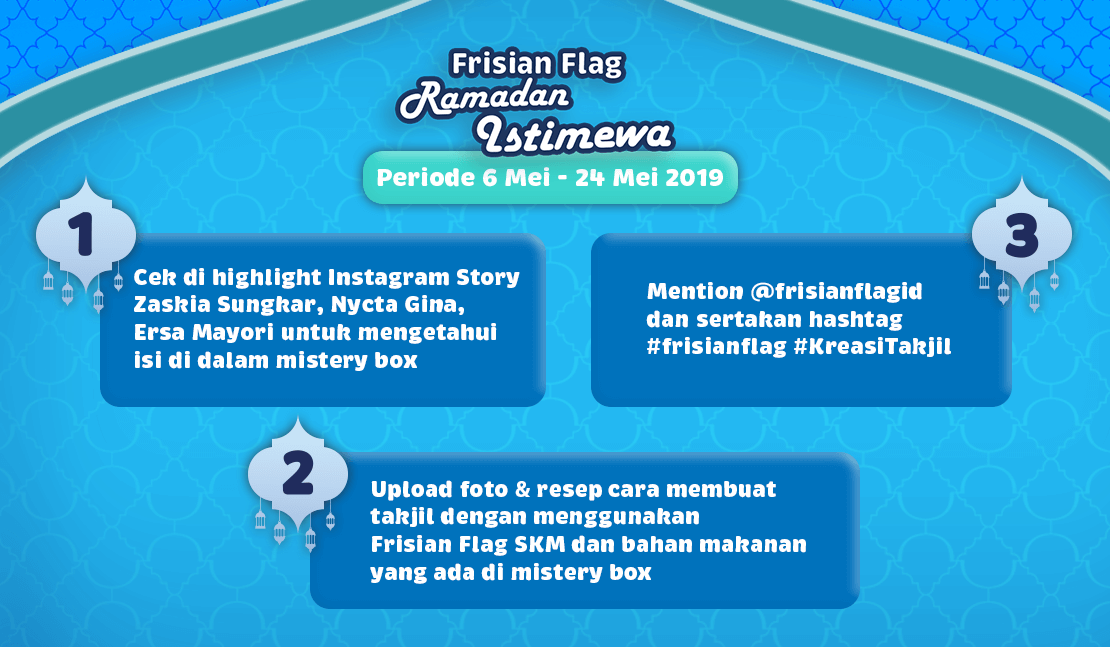 Frisian Flag
Ramadan
Istimewa
Periode 6 Mei - 24 Mei 2019
1
Cek di highlight Instagram Story
Zaskia Sungkar, Nycta Gina,
Ersa Mayori untuk mengetahui
isi di dalam mistery box
2
Upload foto & resep cara membuat
takjil dengan menggunakan
Frisian Flag SKM dan bahan makanan
yang ada di mistery box
3
Mention @frisianflagid
dan sertakan hashtag
#frisianflag #KreasiTakjil